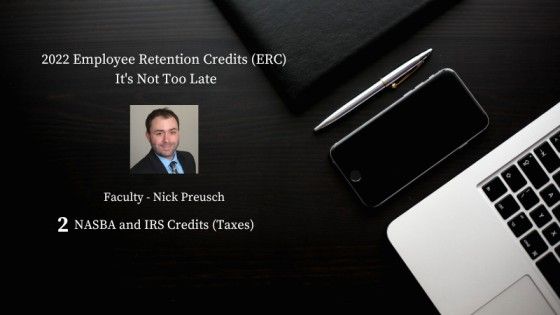 2022 Employee Retention Credits (ERC)
It's Not Too Late
Faculty - Nick Preusch
2 NASBA and IRS Credits (Taxes)